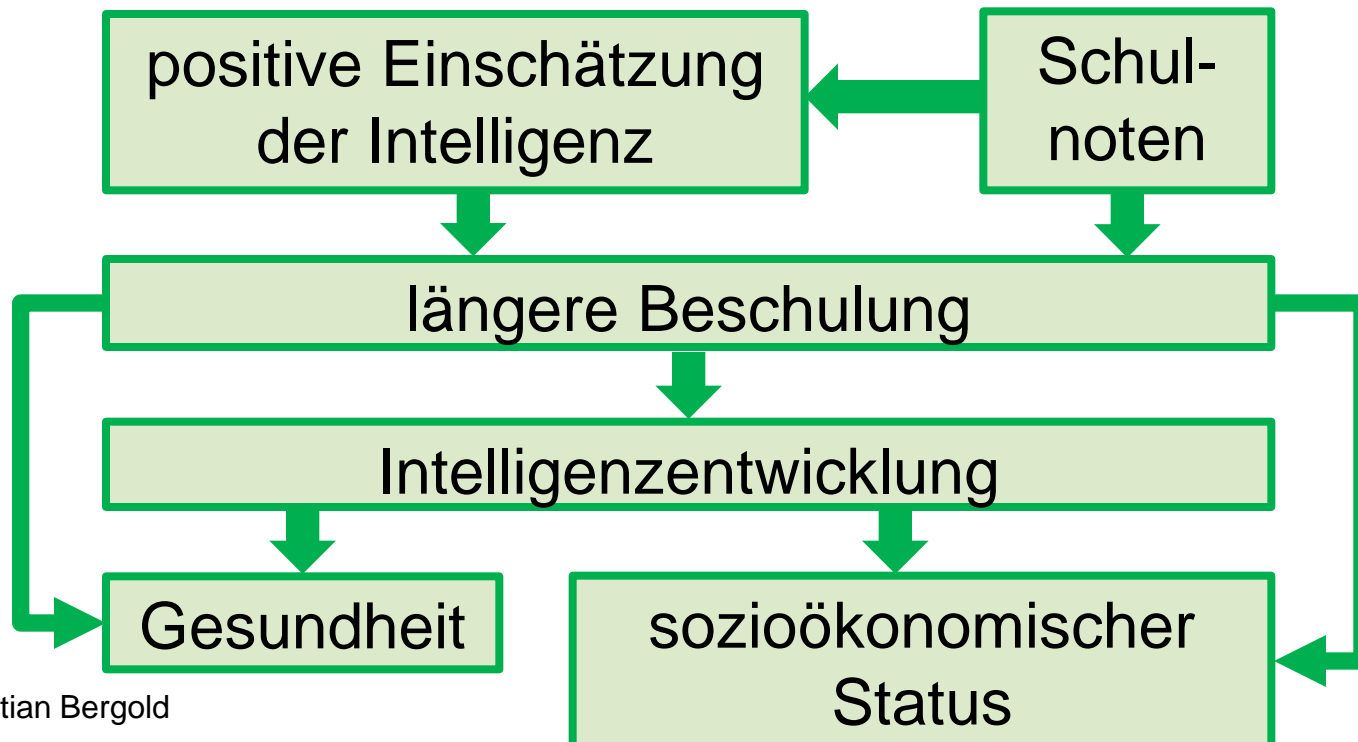 positive Einschätzung
der Intelligenz
Schul-
noten
längere Beschulung
Intelligenzentwicklung
Gesundheit
sozioökonomischer
Status
tian Bergold